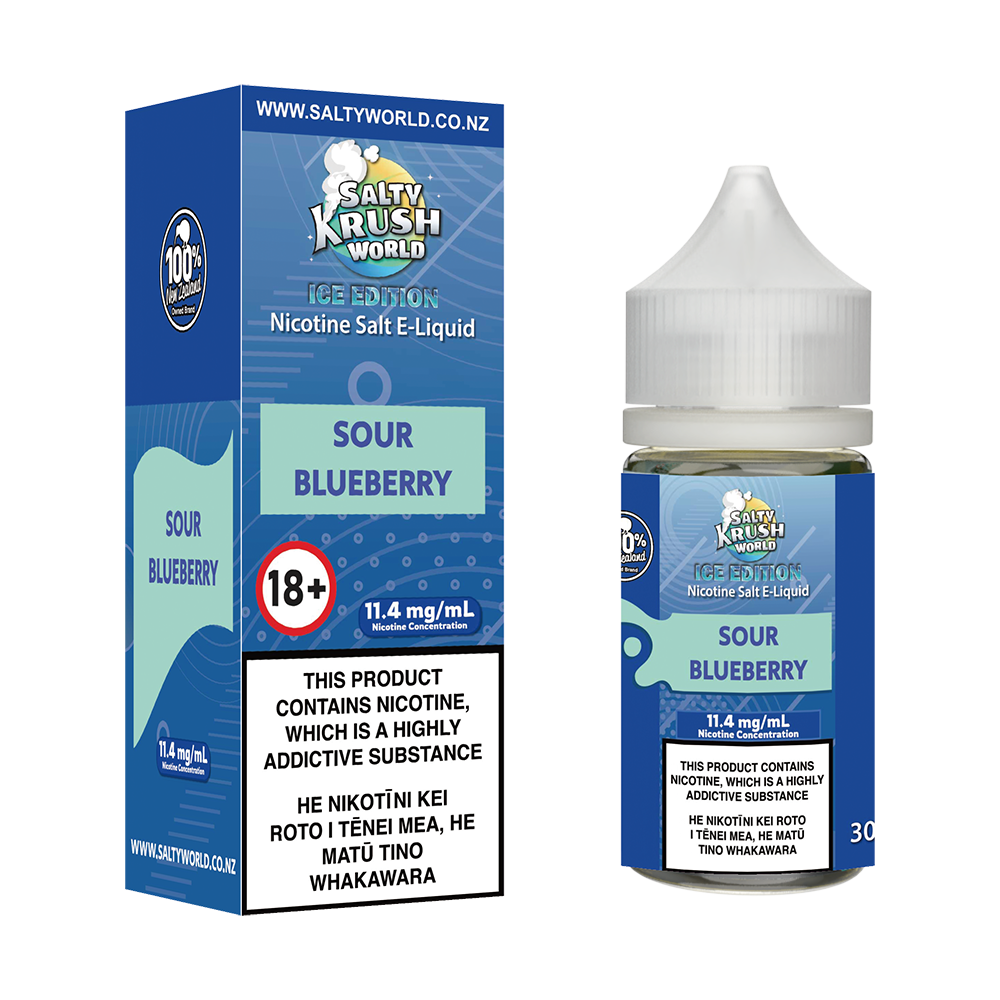 WWW.SALTYWORLD.CO.NZ
SALTY
KRUSH
WORLD
ICE EDITION
Nicotine Salt E-Liquid
SOUR
BLUEBERRY
18+
11.4 mg/mL
Nicotine Concentration
THIS PRODUCT
CONTAINS NICOTINE,
WHICH IS A HIGHLY
ADDICTIVE SUBSTANCE
HE NIKOTĪNI KEI
ROTO I TĒNEI MEA, HE
MATŪ TINO
WHAKAWARA
100%
New Zealand
Owned Brand
SOUR
BLUEBERRY
11.4 mg/mL
Nicotine Concentration
WWW.SALTYWORLD.CO.NZ
SALTY
KRUSH
WORLD
ICE EDITION
Nicotine Salt E-Liquid
0%
ealand
d Brand
SOUR
BLUEBERRY
11.4 mg/mL
Nicotine Concentration
THIS PRODUCT CONTAINS
NICOTINE, WHICH IS A HIGHLY
ADDICTIVE SUBSTANCE
HE NIKOTĪNI KEI ROTO
I TĒNEI MEA, HE MATŪ
TINO WHAKAWARA
30